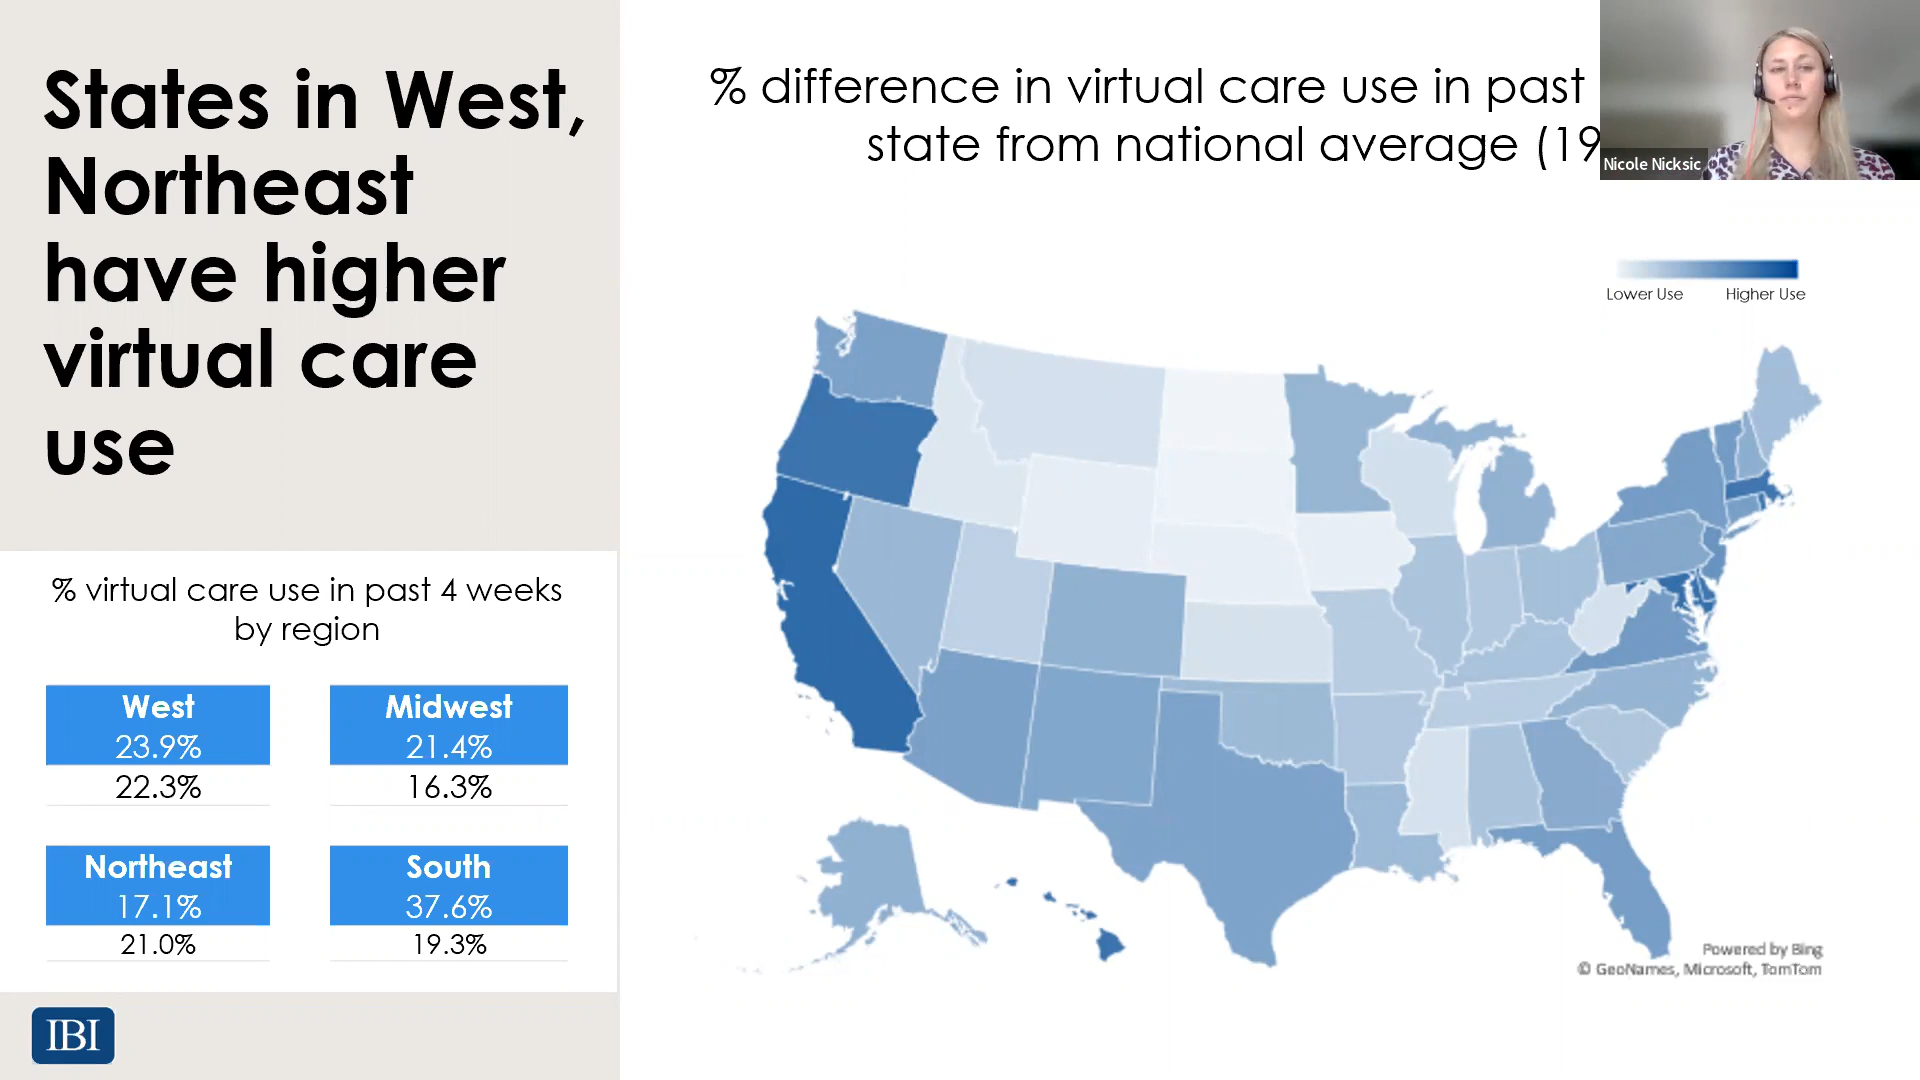 States in West,
Northeast
have higher
virtual care
use
% virtual care use in past 4 weeks
by region
West
23.9%
22.3%
Midwest
21.4%
16.3%
Northeast
17.1%
21.0%
South
37.6%
19.3%
IBI
% difference in virtual care use in past
state from national average (19
Nicole Nicksic
Lower Use
Higher Use
Powered by Bing
© GeoNames, Microsoft, TomTom